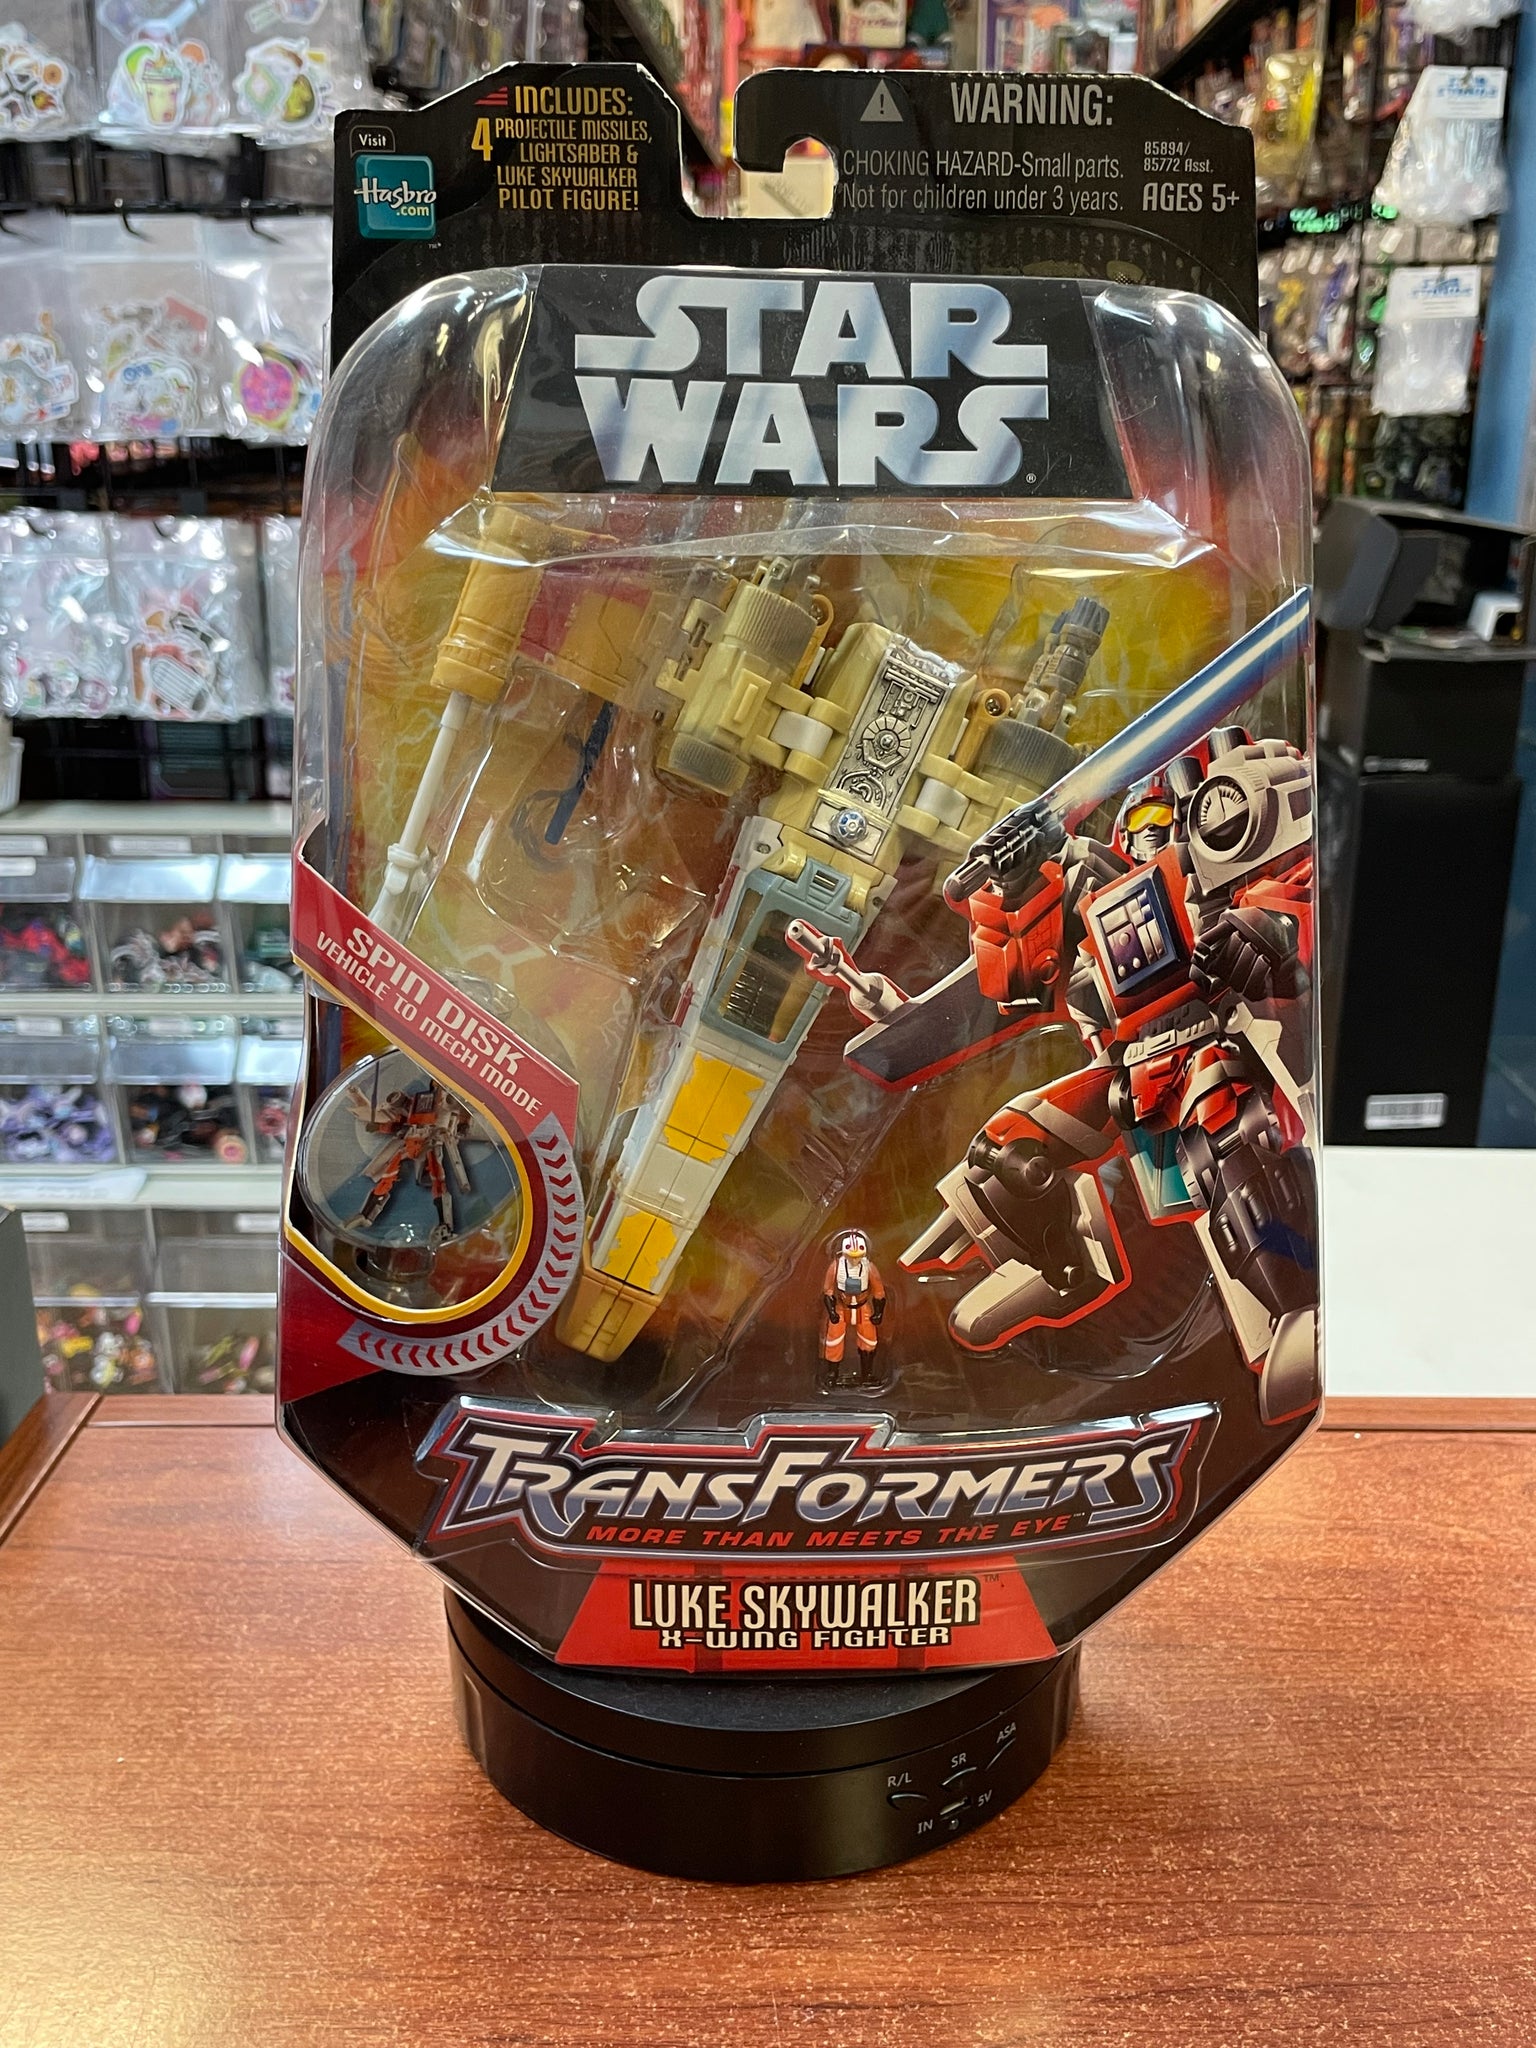 Visit
Hasbro
.com
INCLUDES:
4 PROJECTILE MISSILES,
LIGHTSABER &
LUKE SKYWALKER
PILOT FIGURE!
WARNING:
CHOKING HAZARD-Small parts.
Not for children under 3 years.
85894/
85772 Asst.
AGES 5+
STAR
WARS®
SPIN DISK
VEHICLE TO MECH MODE
TRANSFORMERS
MORE THAN MEETS THE EYE™
LUKE SKYWALKER™
X-WING FIGHTER
R/L
SR
ASA
IN
5V